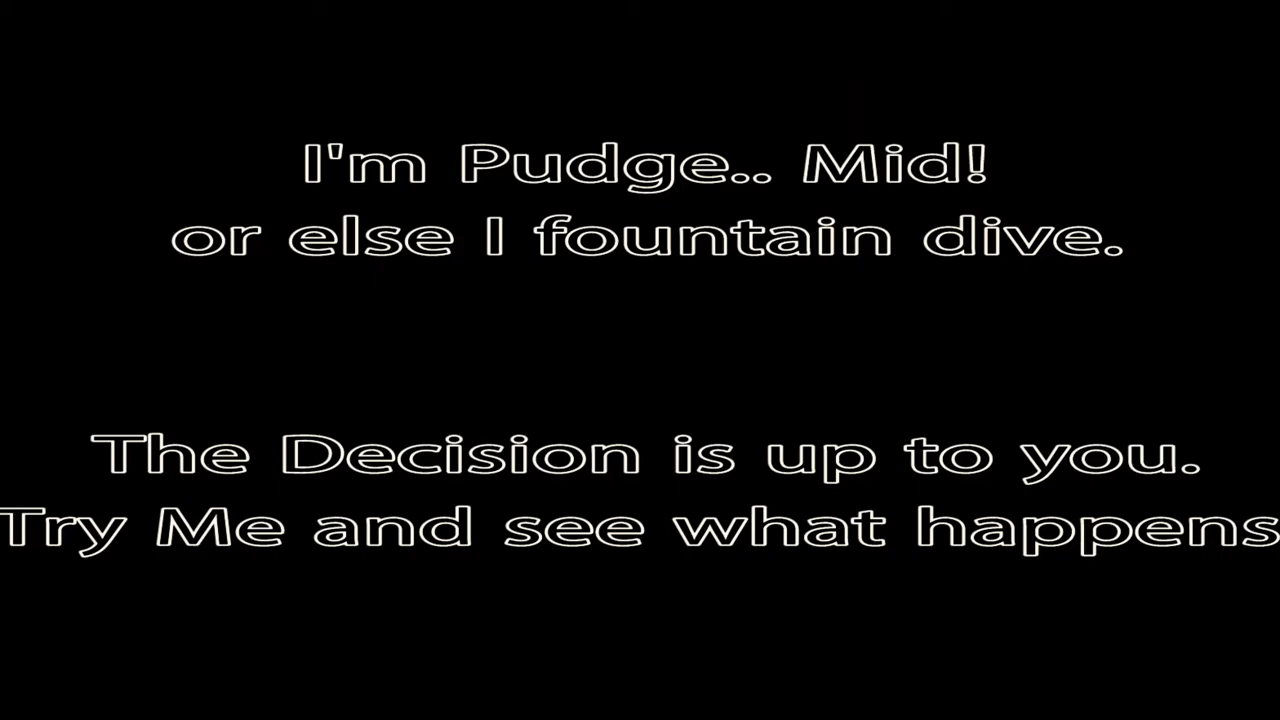 I'm Pudge.. Mid!
or else I fountain dive.
The Decision is up to you.
Try Me and see what happens